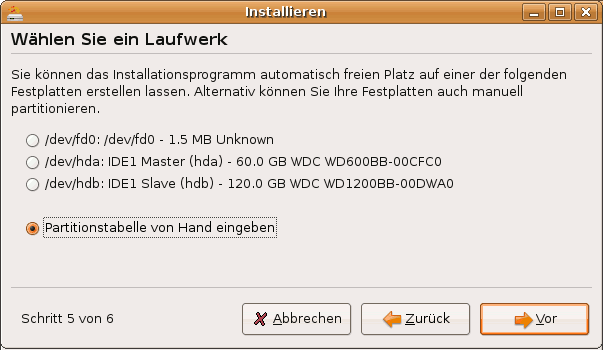 Installieren
Wählen Sie ein Laufwerk
Sie können das Installationsprogramm automatisch freien Platz auf einer der folgenden
Festplatten erstellen lassen. Alternativ können Sie Ihre Festplatten auch manuell
partitionieren.
/dev/fd0: /dev/fd0 - 1.5 MB Unknown
/dev/hda: IDE1 Master (hda) - 60.0 GB WDC WD600BB-00CFC0
/dev/hdb: IDE1 Slave (hdb) - 120.0 GB WDC WD1200BB-00DWA0
Partitionstabelle von Hand eingeben
Schritt 5 von 6 Abbrechen Zurück Vor